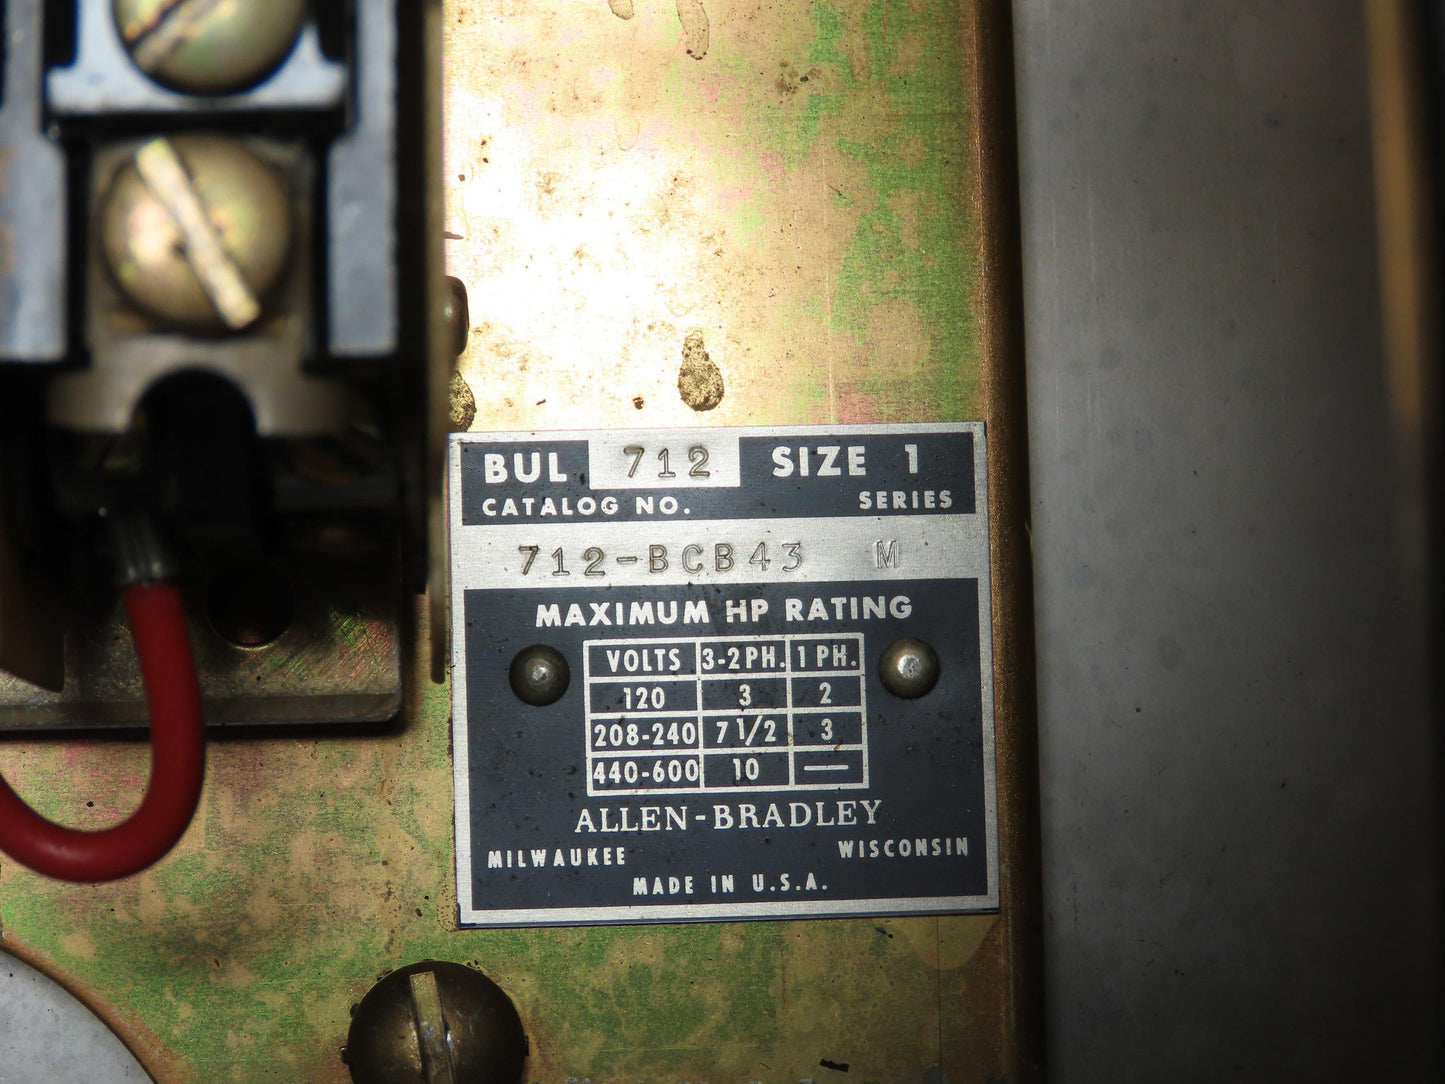 BUL 712 SIZE 1
CATALOG NO. SERIES
712-BCB43 M
MAXIMUM HP RATING
VOLTS 3-2PH. 1 PH.
120 3 2
208-240 7 1/2 3
440-600 10 —
ALLEN-BRADLEY
MILWAUKEE WISCONSIN
MADE IN U.S.A.